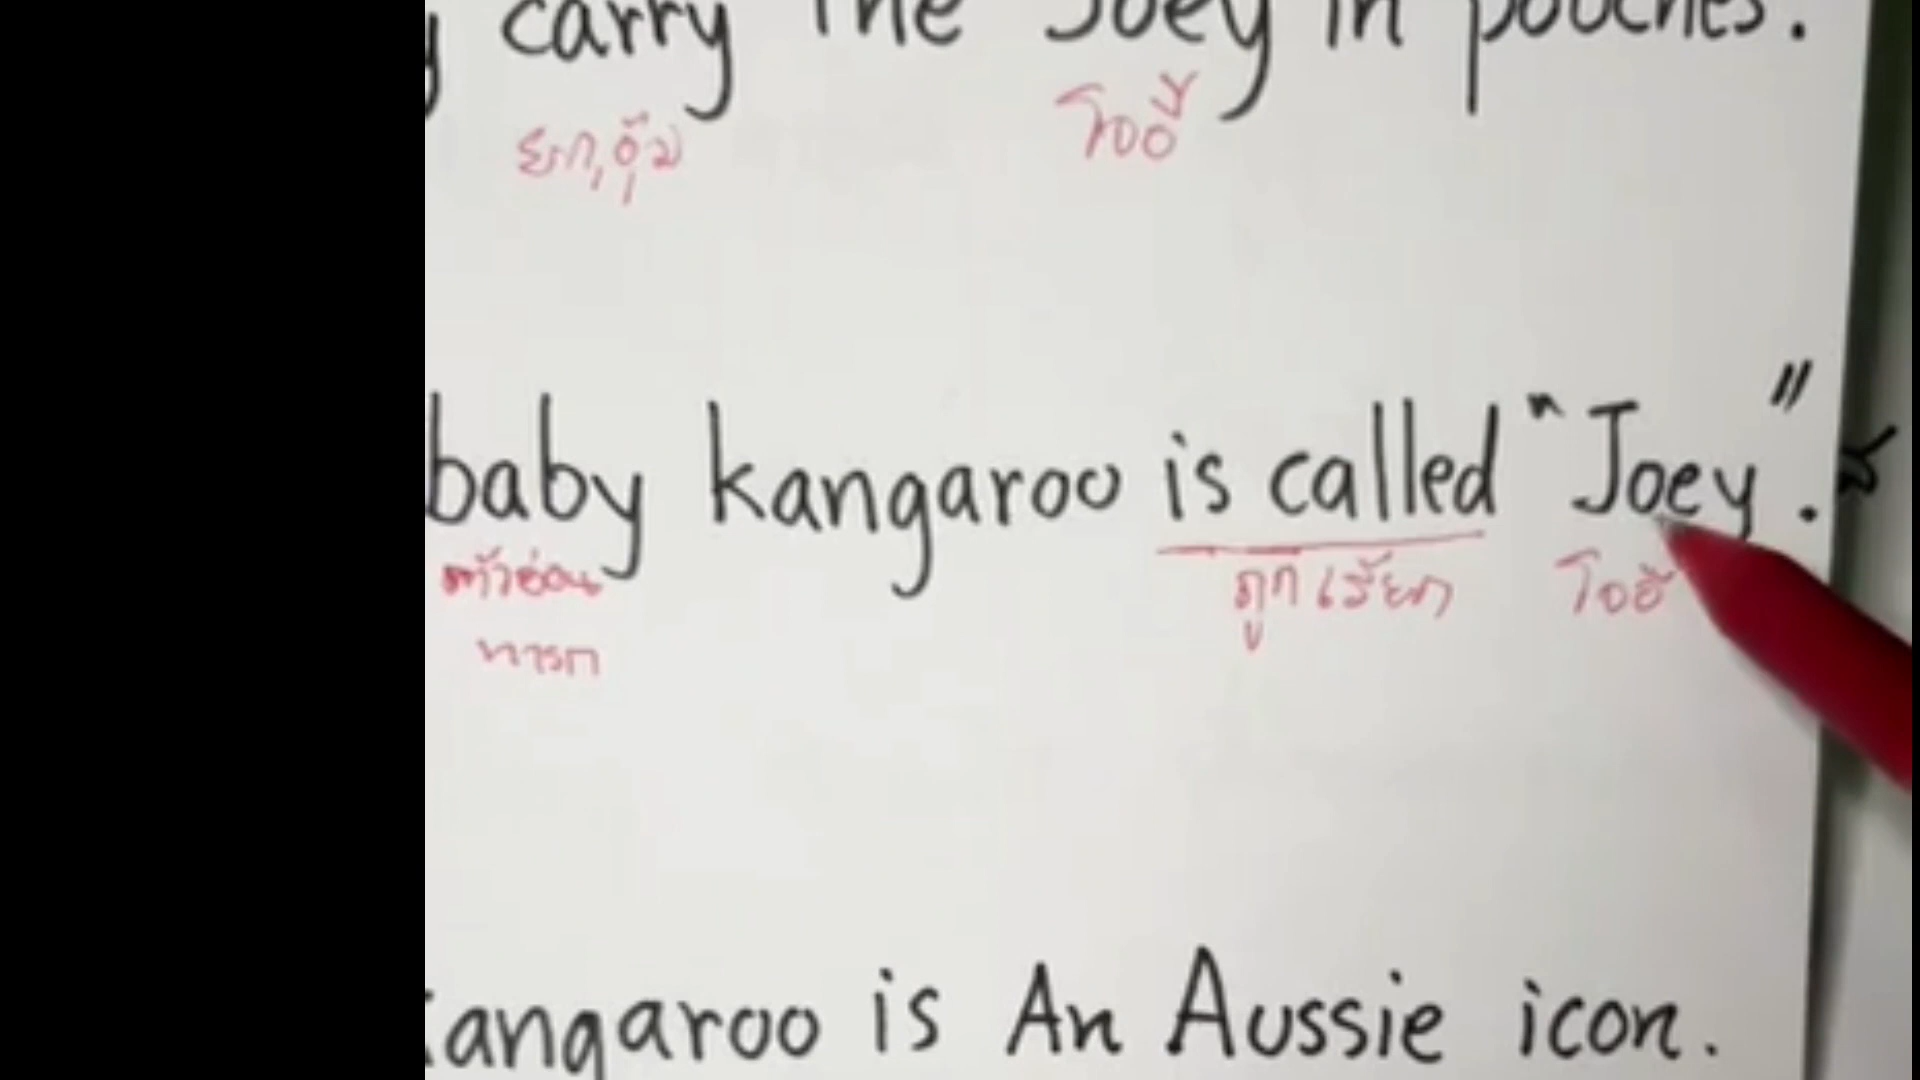 y carry the Joey in pouches.
ยก, อุ้ม โจอี้
baby kangaroo is called "Joey".
ตัวอ่อน ถูกเรียก โจอี้
ทารก
kangaroo is An Aussie icon.